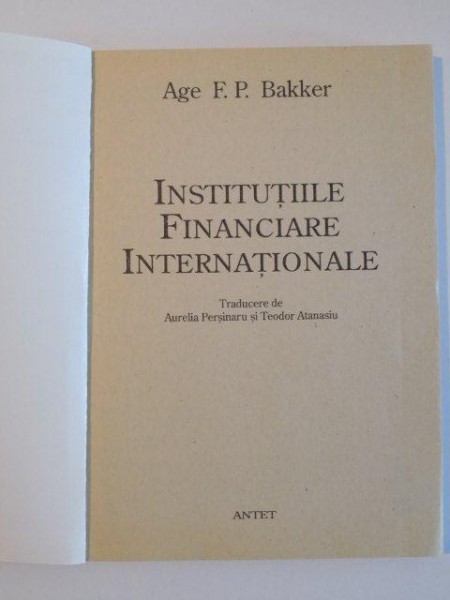 Age F. P. Bakker
INSTITUȚIILE
FINANCIARE
INTERNAȚIONALE
Traducere de
Aurelia Perșinaru și Teodor Atanasiu
ANTET